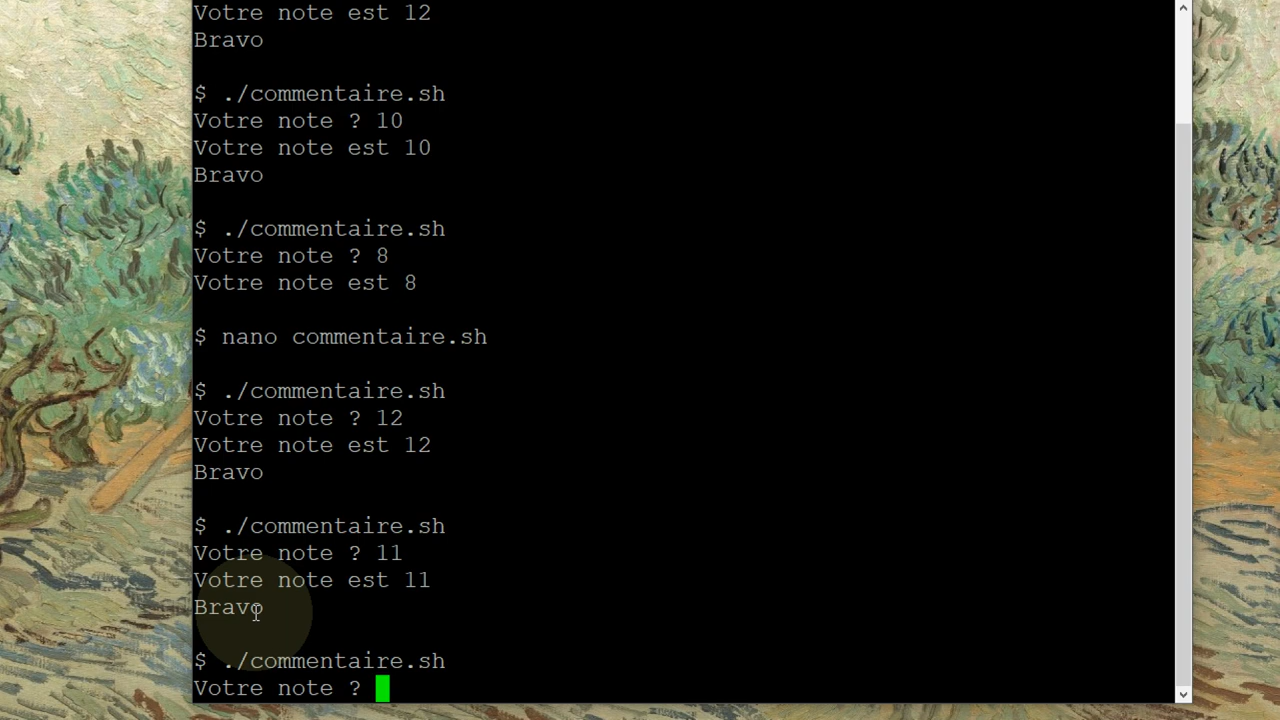 Votre note est 12
Bravo
$ ./commentaire.sh
Votre note ? 10
Votre note est 10
Bravo
$ ./commentaire.sh
Votre note ? 8
Votre note est 8
$ nano commentaire.sh
$ ./commentaire.sh
Votre note ? 12
Votre note est 12
Bravo
$ ./commentaire.sh
Votre note ? 11
Votre note est 11
Bravo
$ ./commentaire.sh
Votre note ?